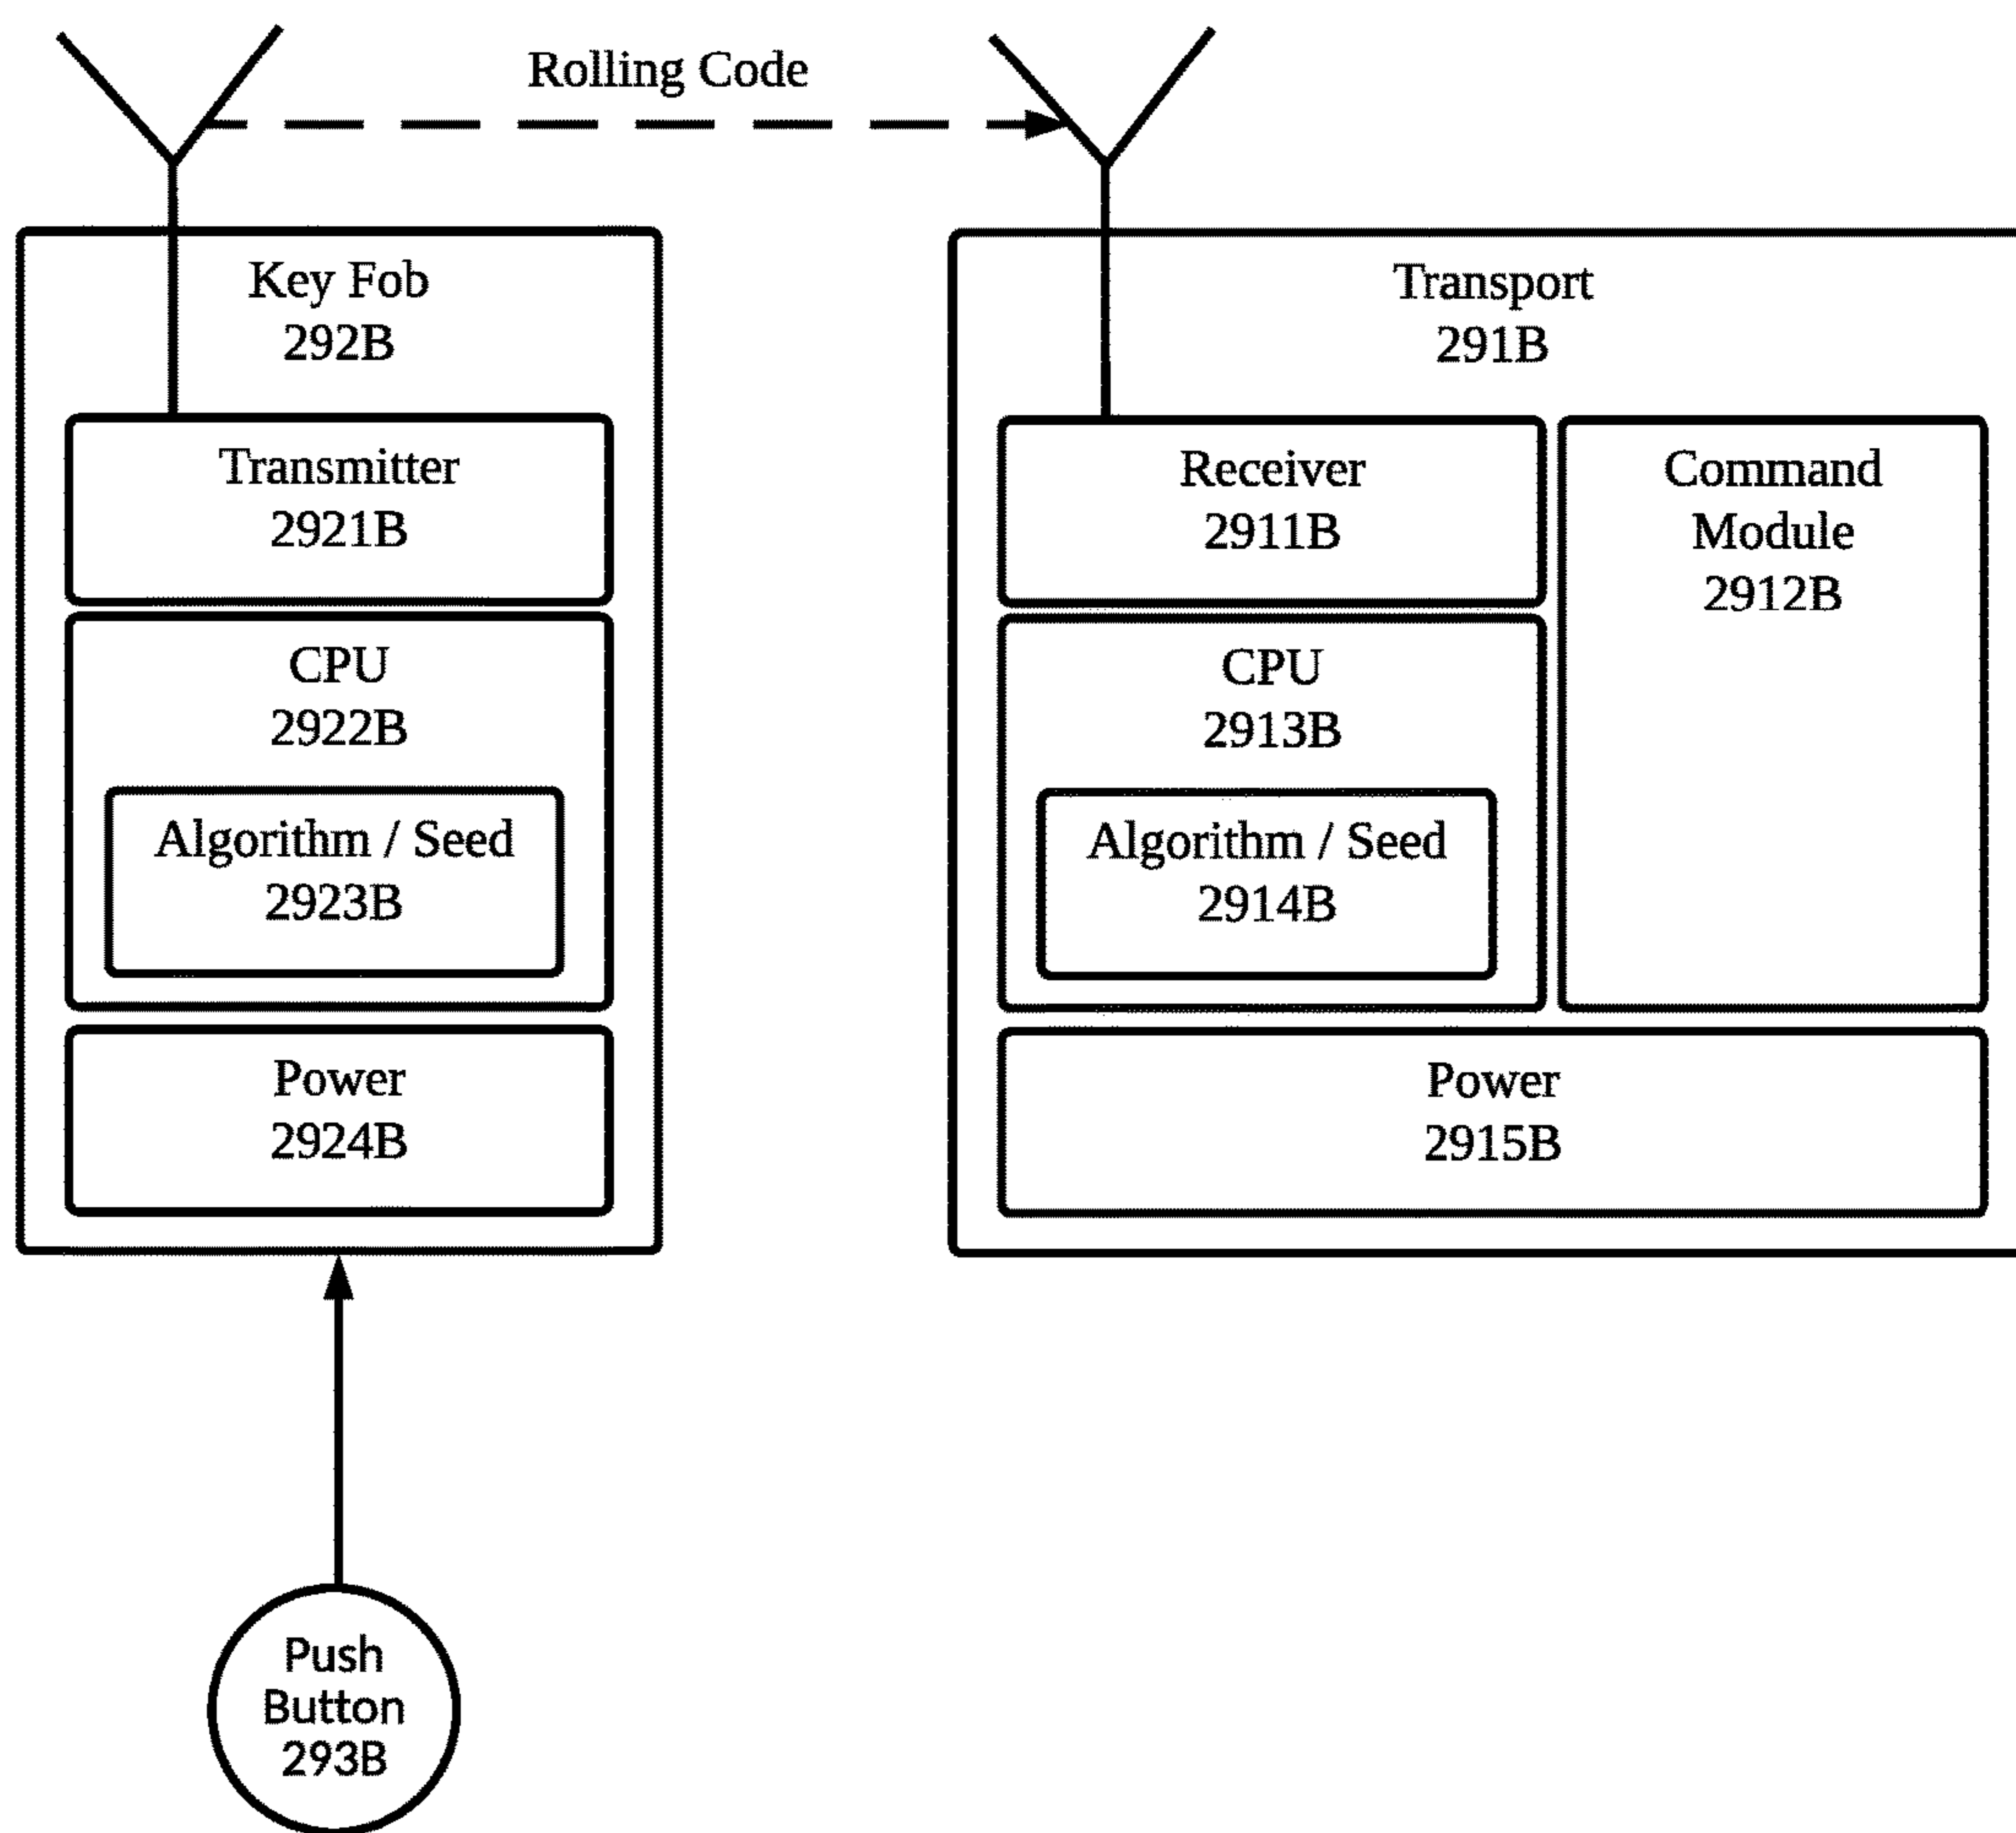 Rolling Code
Key Fob
292B
Transmitter
2921B
CPU
2922B
Algorithm / Seed
2923B
Power
2924B
Push
Button
293B
Transport
291B
Receiver
2911B
Command
Module
2912B
CPU
2913B
Algorithm / Seed
2914B
Power
2915B